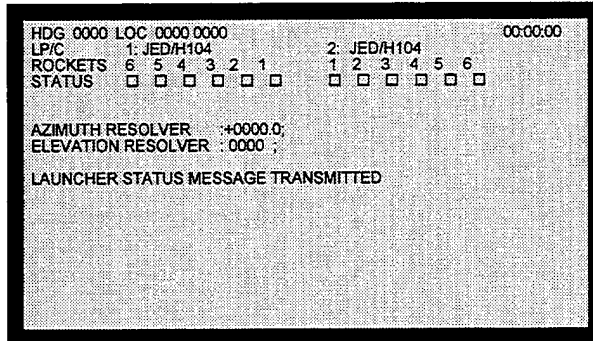 HDG 0000 LOC 0000 0000 00:00:00
LP/C 1: JED/H104 2: JED/H104
ROCKETS 6 5 4 3 2 1 1 2 3 4 5 6
STATUS □ □ □ □ □ □ □ □ □ □ □ □
AZIMUTH RESOLVER :+0000.0;
ELEVATION RESOLVER : 0000 ;
LAUNCHER STATUS MESSAGE TRANSMITTED